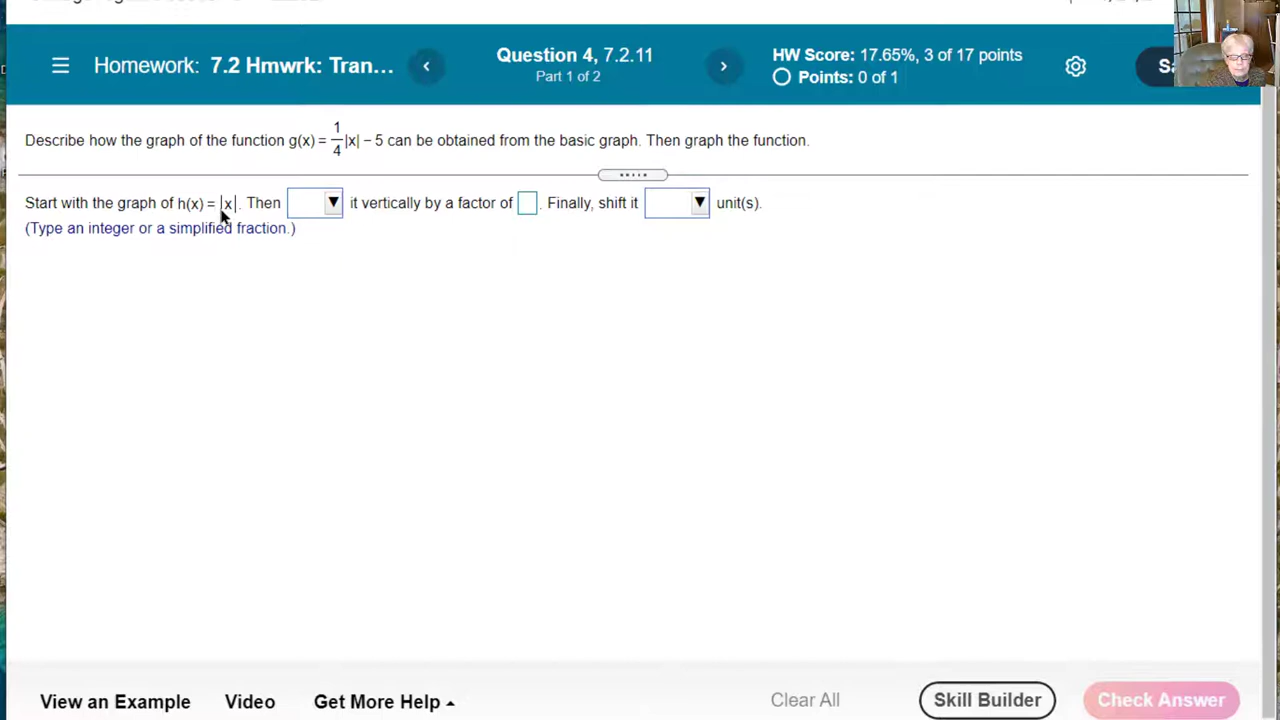 Homework: 7.2 Hmwrk: Tran...
Question 4, 7.2.11
Part 1 of 2
HW Score: 17.65%, 3 of 17 points
Points: 0 of 1
Describe how the graph of the function g(x) = 1/4|x| − 5 can be obtained from the basic graph. Then graph the function.
Start with the graph of h(x) = |x|. Then ▼ it vertically by a factor of . Finally, shift it ▼ unit(s).
(Type an integer or a simplified fraction.)
View an Example
Video
Get More Help
Clear All
Skill Builder
Check Answer